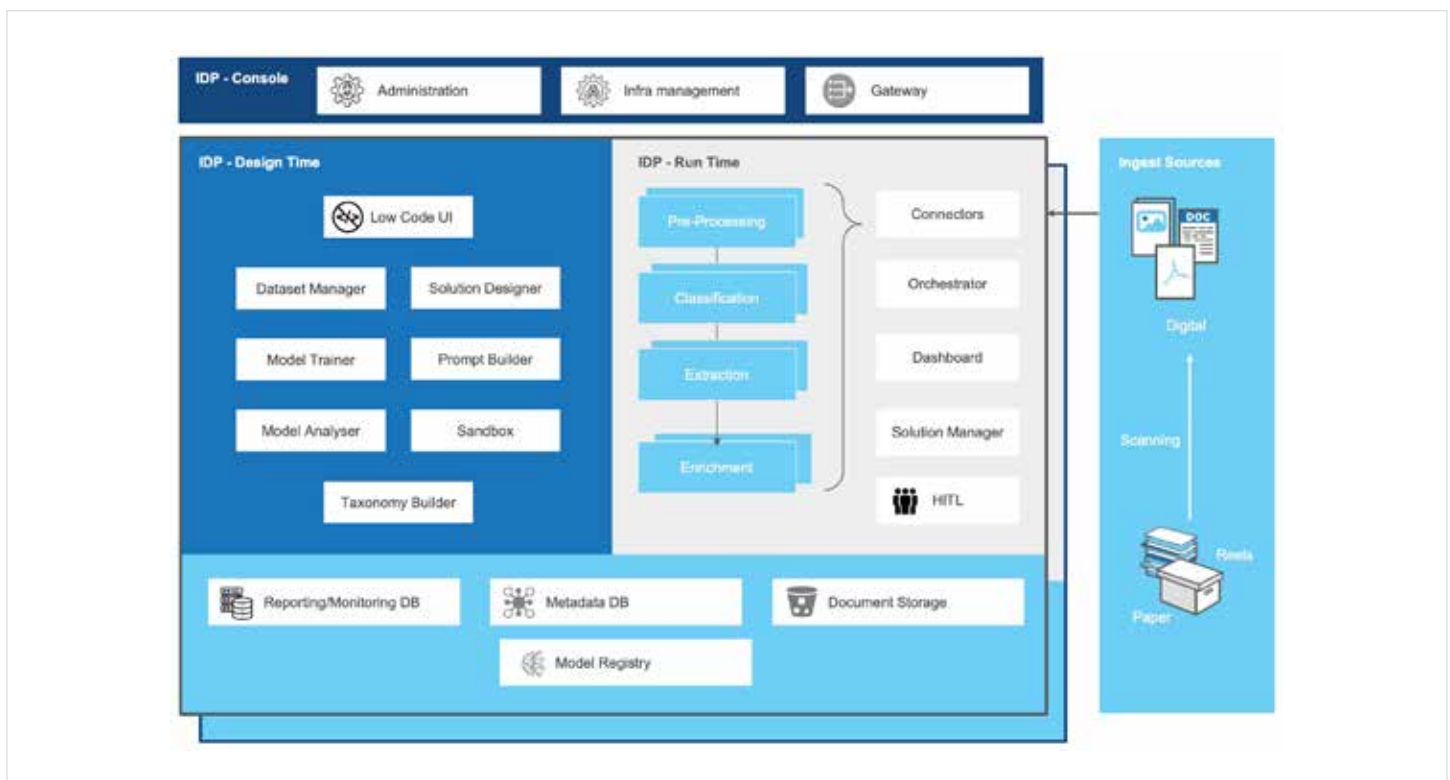 IDP - Console
Administration
Infra management
Gateway
IDP - Design Time
Low Code UI
Dataset Manager
Solution Designer
Model Trainer
Prompt Builder
Model Analyser
Sandbox
Taxonomy Builder
IDP - Run Time
Pre-Processing
Classification
Extraction
Enrichment
Connectors
Orchestrator
Dashboard
Solution Manager
HITL
Reporting/Monitoring DB
Metadata DB
Document Storage
Model Registry
Ingest Sources
DOC
Digital
Scanning
Reels
Paper